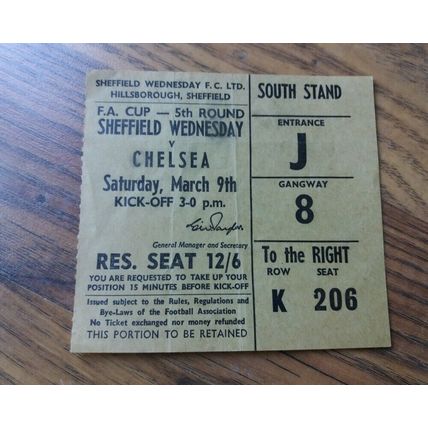 SHEFFIELD WEDNESDAY F.C. LTD.
HILLSBOROUGH, SHEFFIELD
F.A. CUP — 5th ROUND
SHEFFIELD WEDNESDAY
v
CHELSEA
Saturday, March 9th
KICK-OFF 3-0 p.m.
General Manager and Secretary
RES. SEAT 12/6
YOU ARE REQUESTED TO TAKE UP YOUR
POSITION 15 MINUTES BEFORE KICK-OFF
Issued subject to the Rules, Regulations and
Bye-Laws of the Football Association
No Ticket exchanged nor money refunded
THIS PORTION TO BE RETAINED
SOUTH STAND
ENTRANCE
J
GANGWAY
8
To the RIGHT
ROW SEAT
K 206